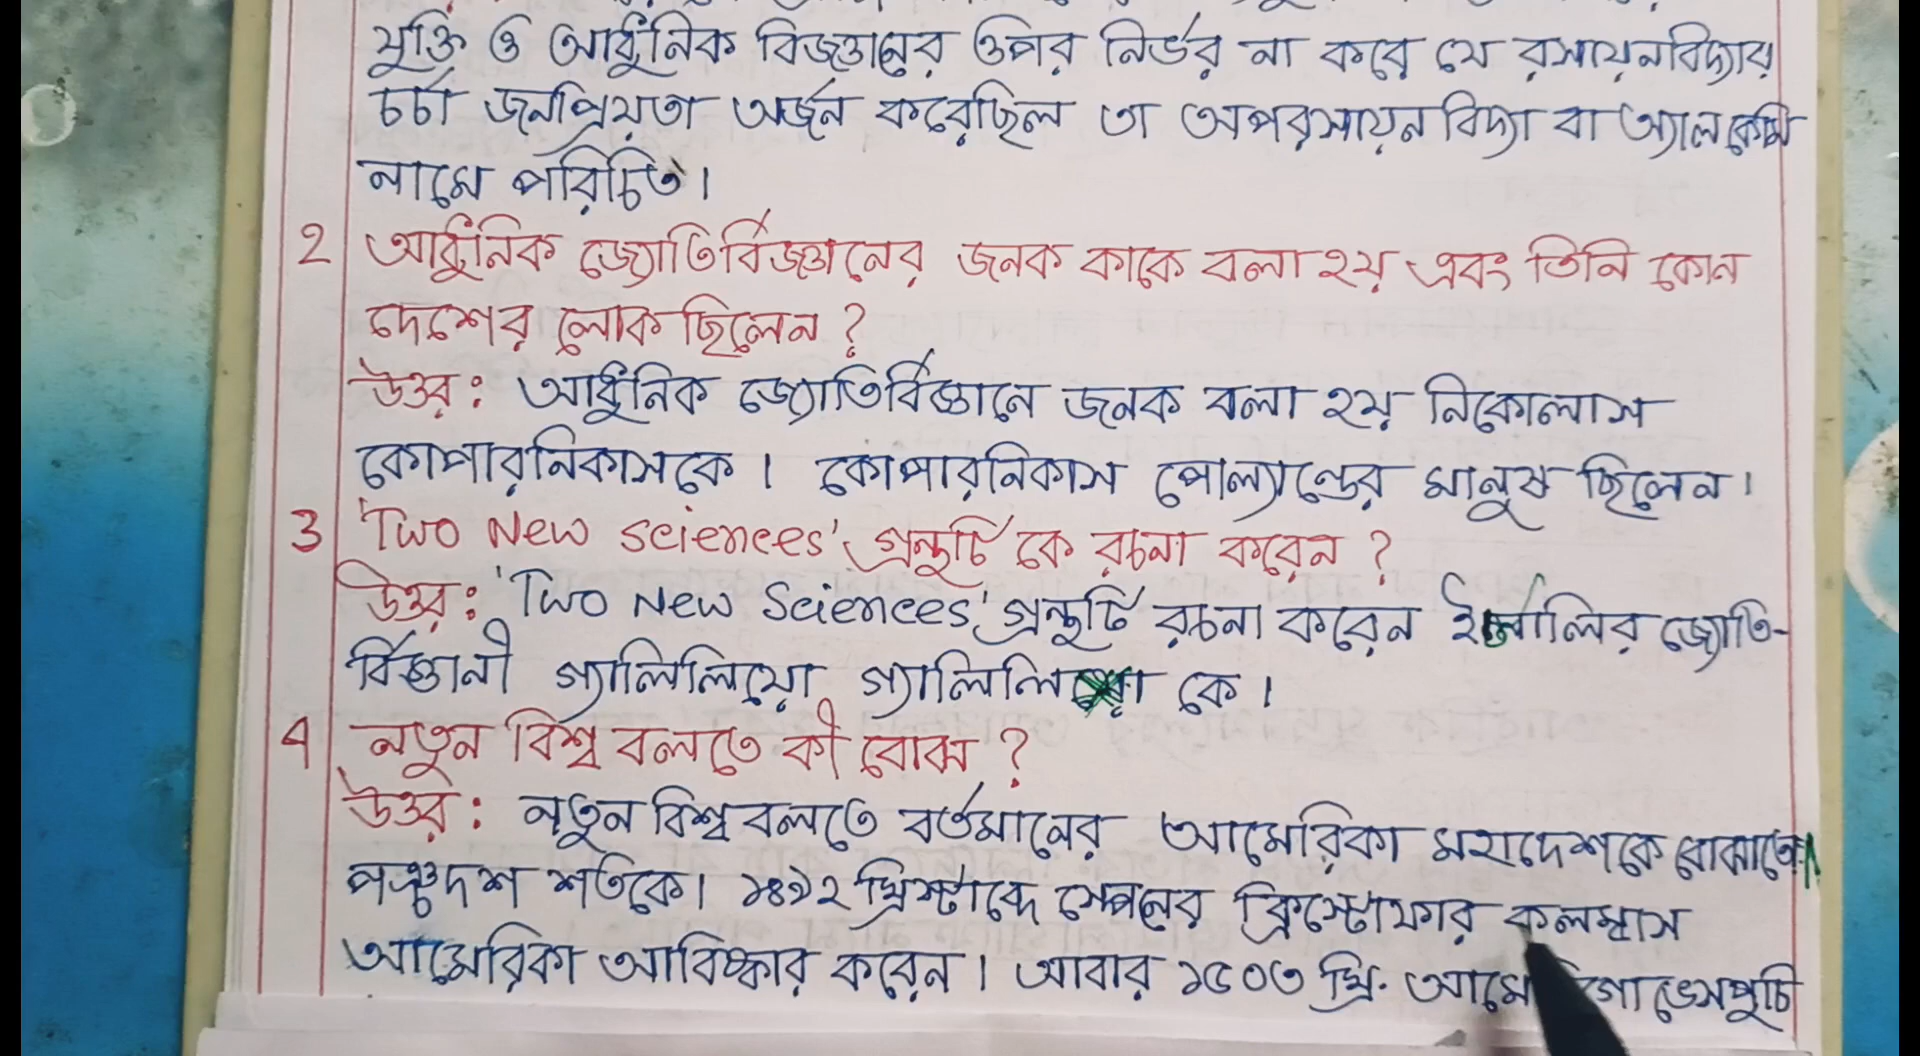 যুক্তি ও আধুনিক বিজ্ঞানের ওপর নির্ভর না করে যে রসায়নবিদ্যার
চর্চা জনপ্রিয়তা অর্জন করেছিল তা অপরসায়ন বিদ্যা বা অ্যালকেমি
নামে পরিচিত।
2 আধুনিক জ্যোতির্বিজ্ঞানের জনক কাকে বলা হয় এবং তিনি কোন
দেশের লোক ছিলেন ?
উত্তর : আধুনিক জ্যোতির্বিজ্ঞানে জনক বলা হয় নিকোলাস
কোপারনিকাসকে । কোপারনিকাস পোল্যাণ্ডের মানুষ ছিলেন।
3 'Two New Sciences' গ্রন্থটি কে রচনা করেন ?
উত্তর : 'Two New Sciences' গ্রন্থটি রচনা করেন ইতালির জ্যোতি-
র্বিজ্ঞানী গ্যালিলিয়ো গ্যালিলি কে।
4 নতুন বিশ্ব বলতে কী বোঝ ?
উত্তর : নতুন বিশ্ব বলতে বর্তমানের আমেরিকা মহাদেশকে বোঝাতো।
পঞ্চদশ শতকে। ১৪৯২ খ্রিস্টাব্দে স্পেনের ক্রিস্টোফার কলম্বাস
আমেরিকা আবিষ্কার করেন । আবার ১৫০৩ খ্রি. আমে গোভেসপুচি